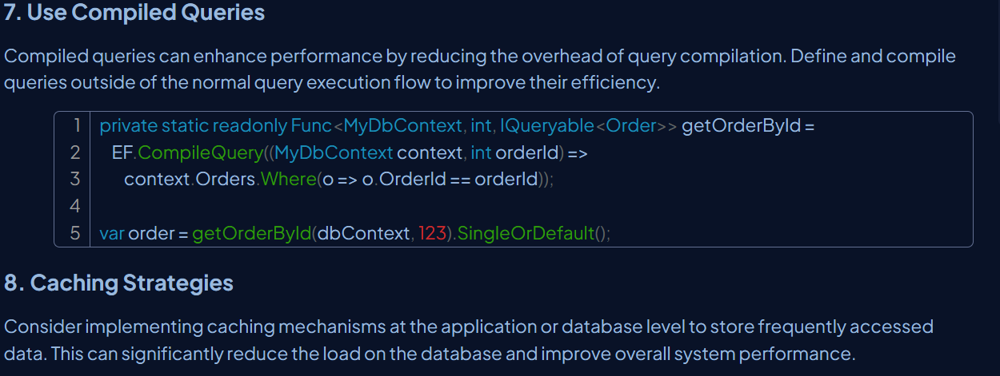 7. Use Compiled Queries
Compiled queries can enhance performance by reducing the overhead of query compilation. Define and compile
queries outside of the normal query execution flow to improve their efficiency.
1 private static readonly Func<MyDbContext, int, IQueryable<Order>> getOrderById =
2 EF.CompileQuery((MyDbContext context, int orderId) =>
3 context.Orders.Where(o => o.OrderId == orderId));
4
5 var order = getOrderById(dbContext, 123).SingleOrDefault();
8. Caching Strategies
Consider implementing caching mechanisms at the application or database level to store frequently accessed
data. This can significantly reduce the load on the database and improve overall system performance.